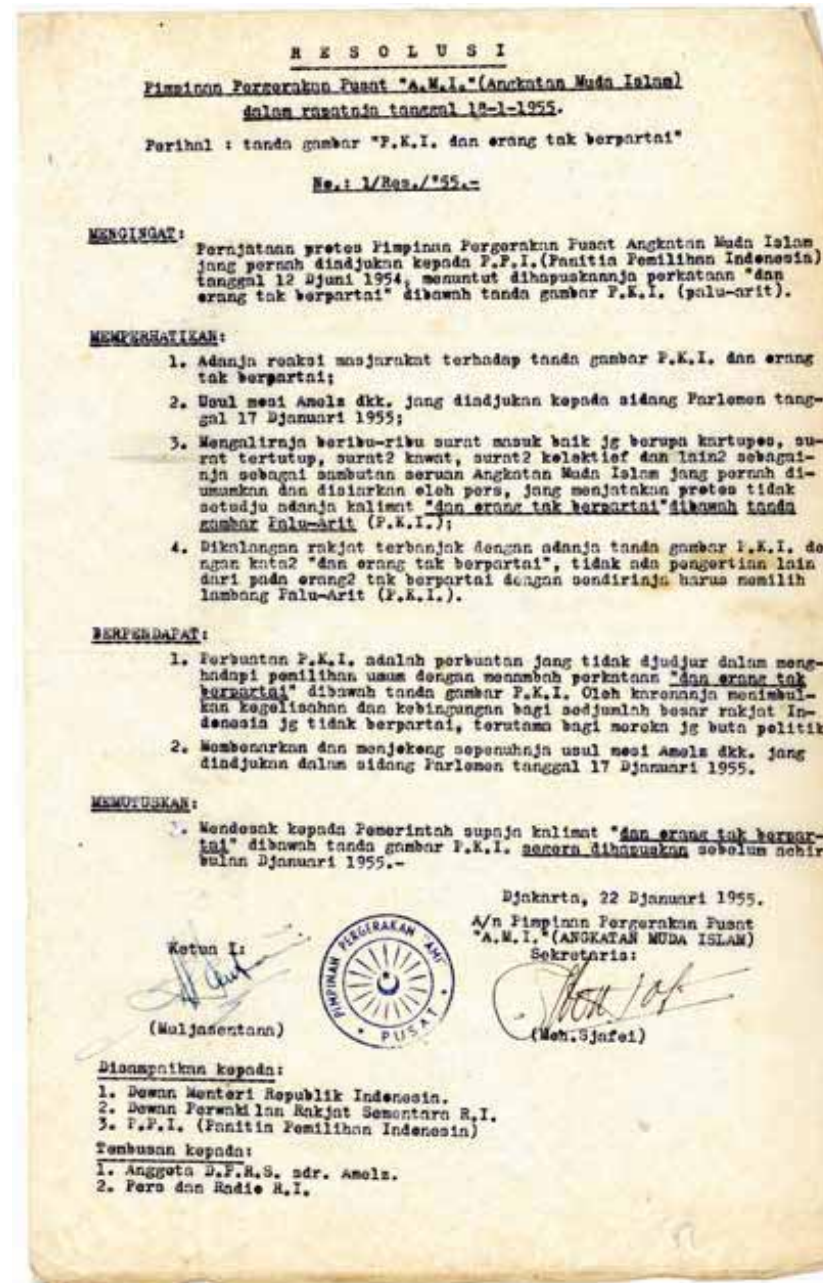 RESOLUSI
Pimpinan Pergerakan Pusat "A.M.I."(Angkatan Muda Islam)
dalam rapatnja tanggal 18-1-1955.
Perihal : tanda gambar "P.K.I. dan orang tak berpartai"
No.: 1/Res./'55.-
MENGINGAT:
Pernjataan protes Pimpinan Pergerakan Pusat Angkatan Muda Islam
jang pernah diadjukan kepada P.P.I.(Panitia Pemilihan Indonesia)
tanggal 12 Djuni 1954, menuntut dihapuskannja perkataan "dan
orang tak berpartai" dibawah tanda gambar P.K.I. (palu-arit).
MEMPERHATIKAN:
1. Adanja reaksi masjarakat terhadap tanda gambar P.K.I. dan orang
tak berpartai;
2. Usul mosi Amelz dkk. jang diadjukan kepada sidang Parlemen tang-
gal 17 Djanuari 1955;
3. Mengalirnja beribu-ribu surat masuk baik jg berupa kartupos, su-
rat tertutup, surat2 kawat, surat2 kolektief dan lain2 sebagai-
nja sebagai sambutan seruan Angkatan Muda Islam jang pernah di-
umumkan dan disiarkan oleh pers, jang menjatakan protes tidak
setudju adanja kalimat "dan orang tak berpartai"dibawah tanda
gambar Palu-Arit (P.K.I.);
4. Dikalangan rakjat terbanjak dengan adanja tanda gambar P.K.I. de
ngan kata2 "dan orang tak berpartai", tidak ada pengertian lain
dari pada orang2 tak berpartai dengan sendirinja harus memilih
lambang Palu-Arit (P.K.I.).
BERPENDAPAT:
1. Perbuatan P.K.I. adalah perbuatan jang tidak djudjur dalam meng-
hadapi pemilihan umum dengan menambah perkataan "dan orang tak
berpartai" dibawah tanda gambar P.K.I. Oleh karenanja menimbul-
kan kegelisahan dan kebingungan bagi sedjumlah besar rakjat In-
donesia jg tidak berpartai, terutama bagi mereka jg buta politik
2. Membenarkan dan menjokong sepenuhnja usul mosi Amelz dkk. jang
diadjukan dalam sidang Parlemen tanggal 17 Djanuari 1955.
MEMUTUSKAN:
Mendesak kepada Pemerintah supaja kalimat "dan orang tak berpar-
tai" dibawah tanda gambar P.K.I. segera dihapuskan sebelum achir
bulan Djanuari 1955.-
Djakarta, 22 Djanuari 1955.
A/n Pimpinan Pergerakan Pusat
"A.M.I."(ANGKATAN MUDA ISLAM)
Ketua I:
Sekretaris:
PIMPINAN PERGERAKAN "AMI"
PUSAT
(Muljasentana)
(Moh.Sjafei)
Disampaikan kepada:
1. Dewan Menteri Republik Indonesia.
2. Dewan Perwakilan Rakjat Sementara R.I.
3. P.P.I. (Panitia Pemilihan Indonesia)
Tembusan kepada:
1. Anggota D.P.R.S. sdr. Amelz.
2. Pers dan Radio R.I.